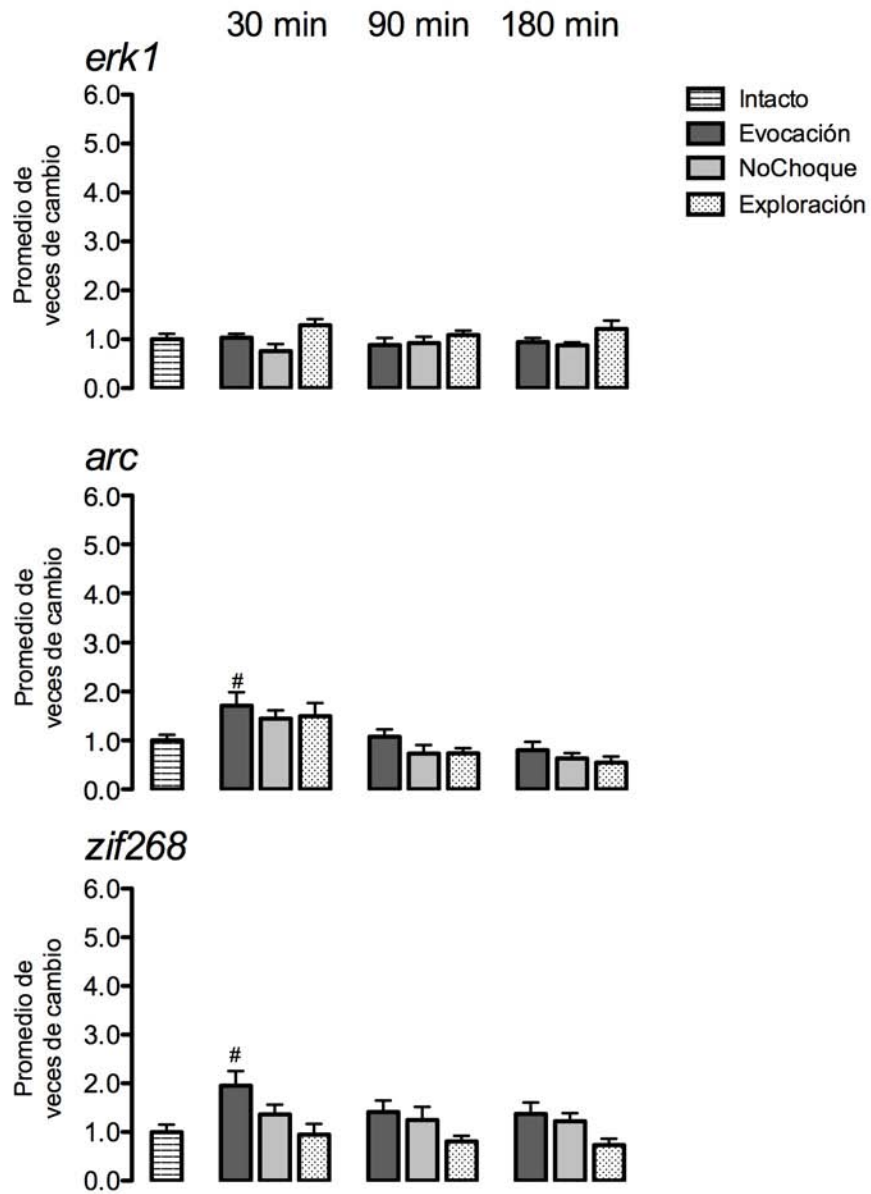 30 min 90 min 180 min
erk1
6.0
5.0
4.0
3.0
2.0
1.0
0.0
Promedio de
veces de cambio
Intacto
Evocación
NoChoque
Exploración
arc
6.0
5.0
4.0
3.0
2.0
1.0
0.0
Promedio de
veces de cambio
#
zif268
6.0
5.0
4.0
3.0
2.0
1.0
0.0
Promedio de
veces de cambio
#